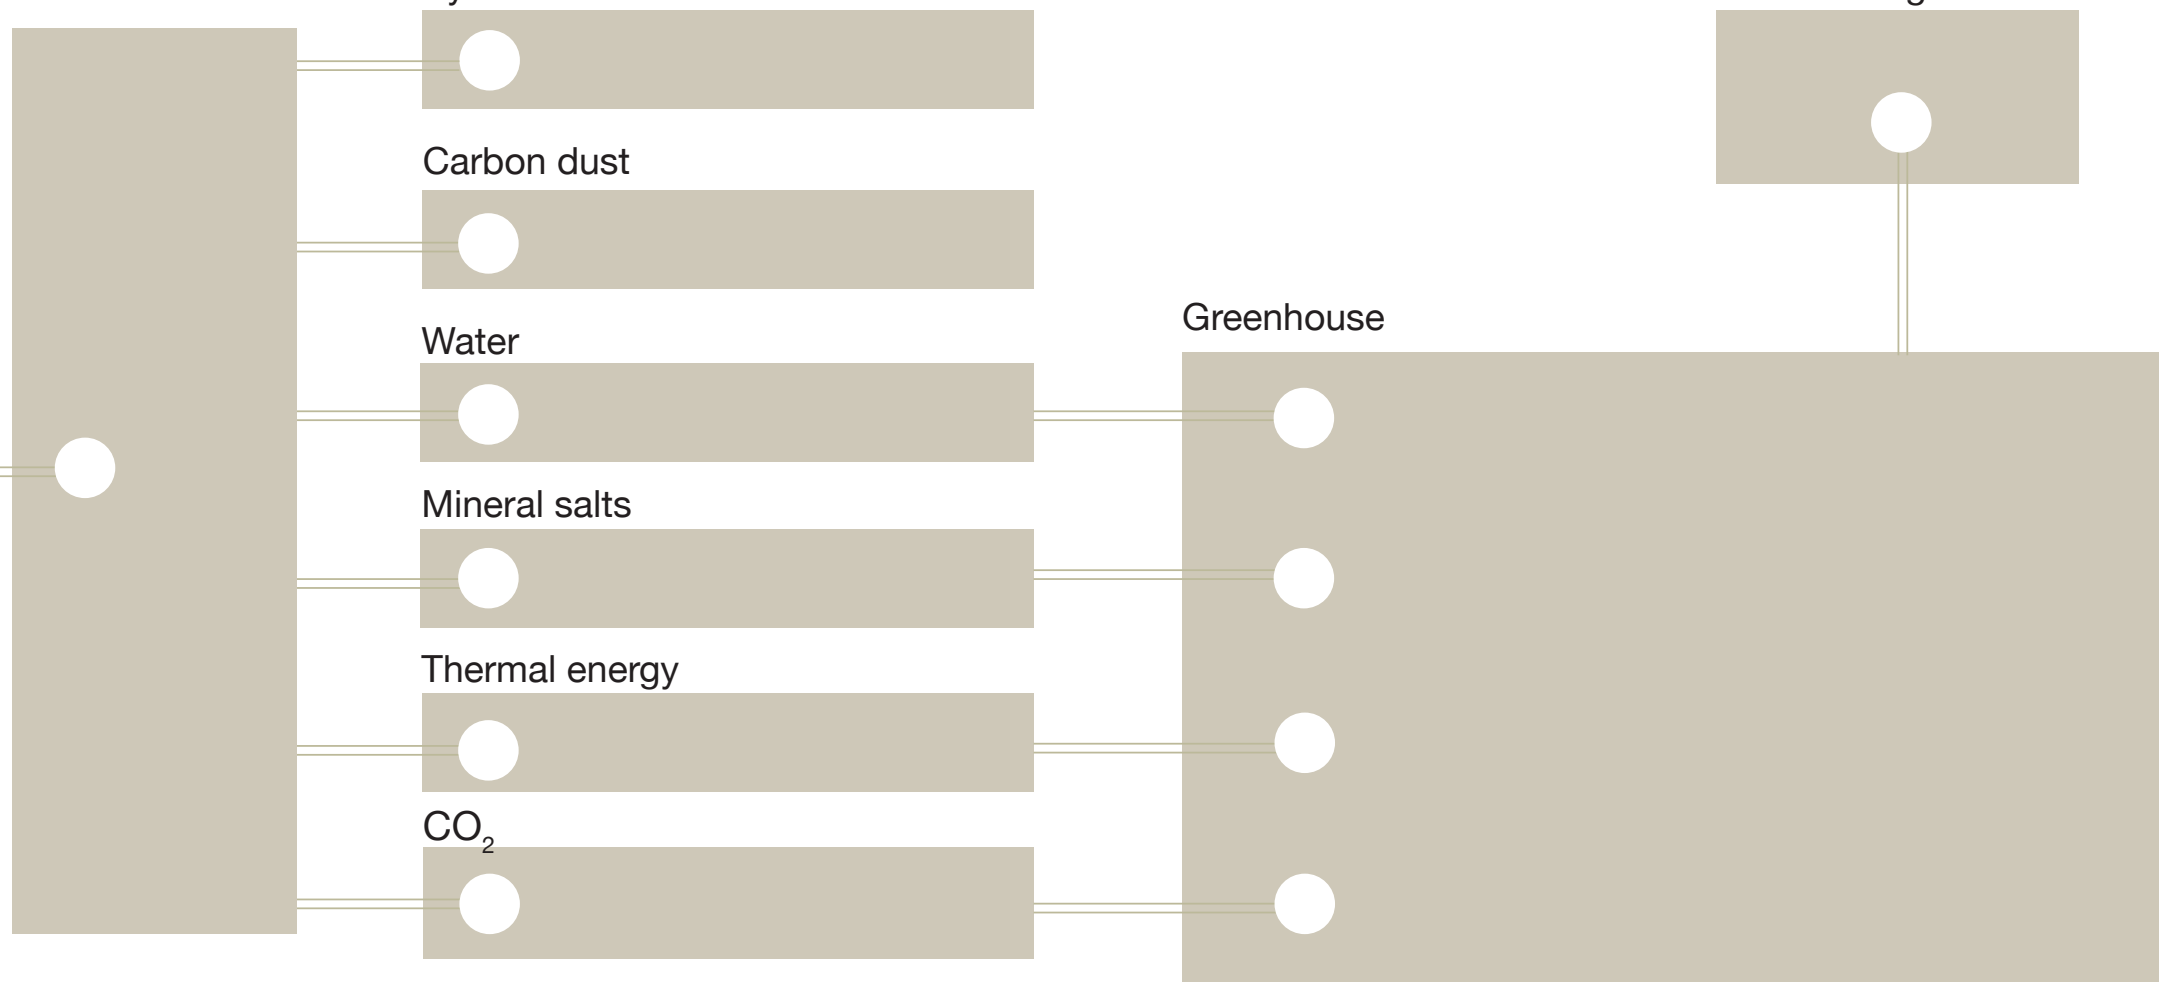 Carbon dust
Water
Greenhouse
Mineral salts
Thermal energy
CO₂